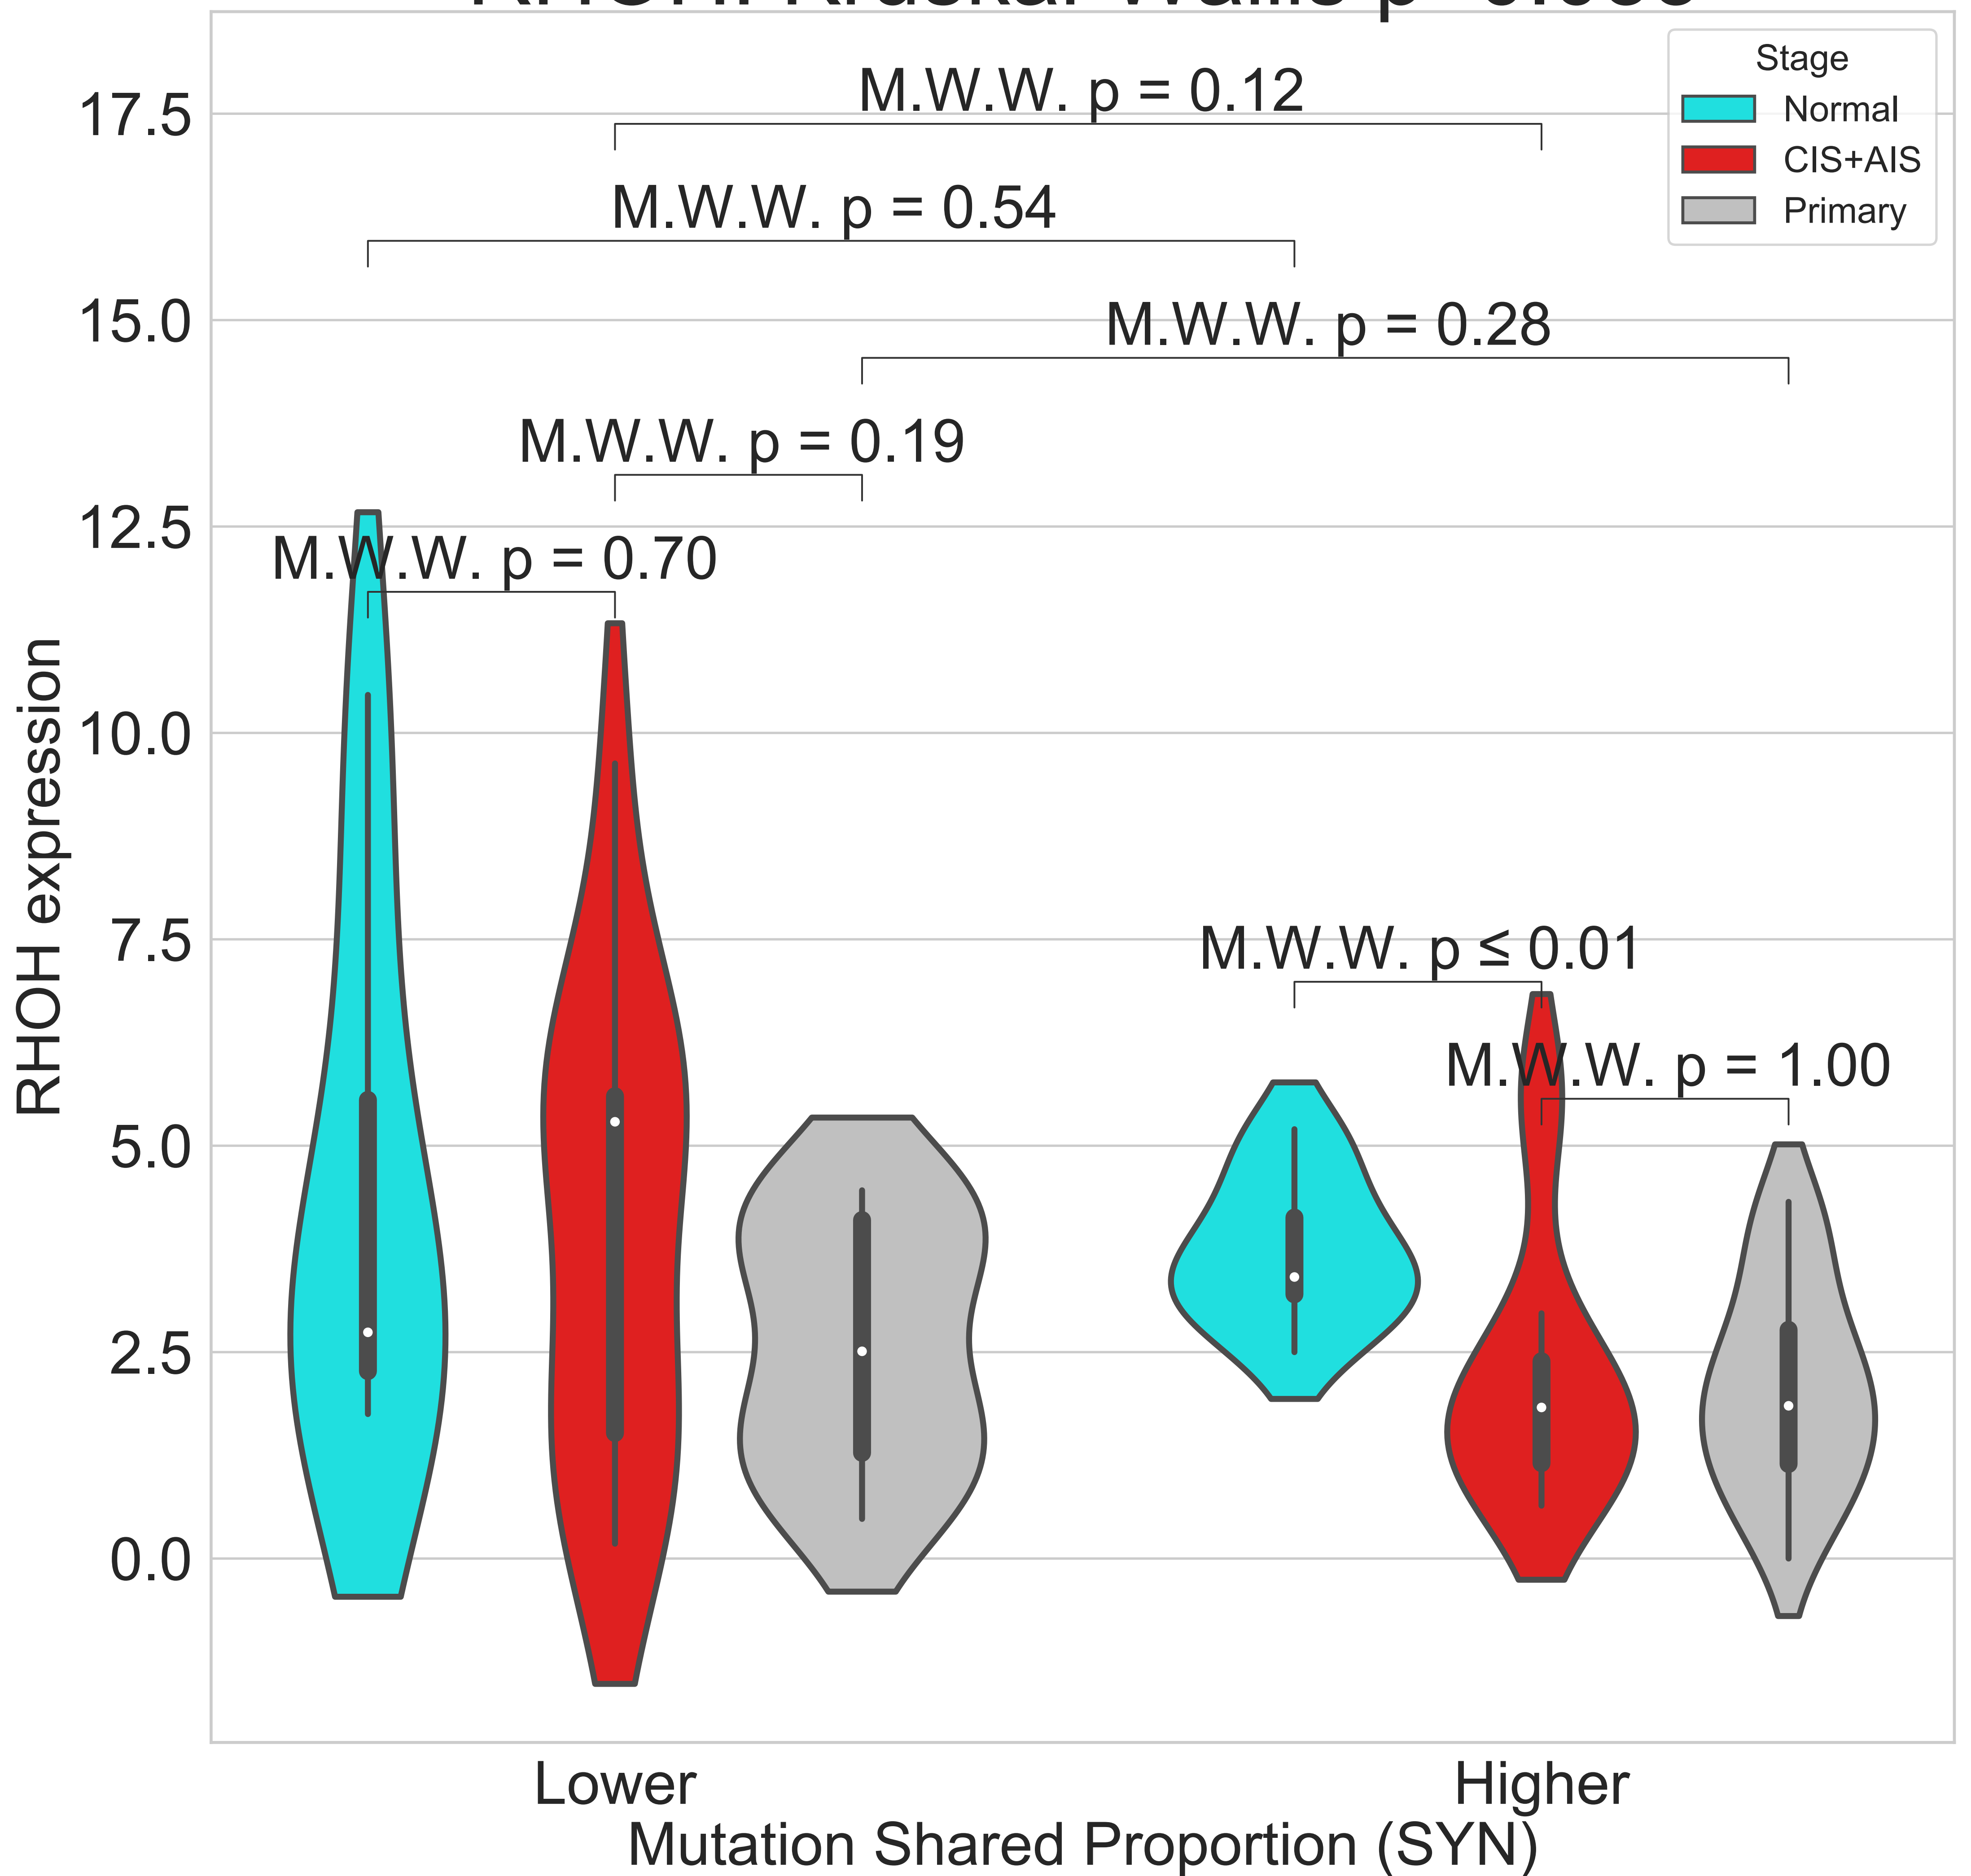 Stage
Normal
CIS+AIS
Primary
M.W.W. p = 0.12
M.W.W. p = 0.54
M.W.W. p = 0.28
M.W.W. p = 0.19
M.W.W. p = 0.70
M.W.W. p ≤ 0.01
M.W.W. p = 1.00
17.5
15.0
12.5
10.0
7.5
5.0
2.5
0.0
RHOH expression
Lower
Higher
Mutation Shared Proportion (SYN)